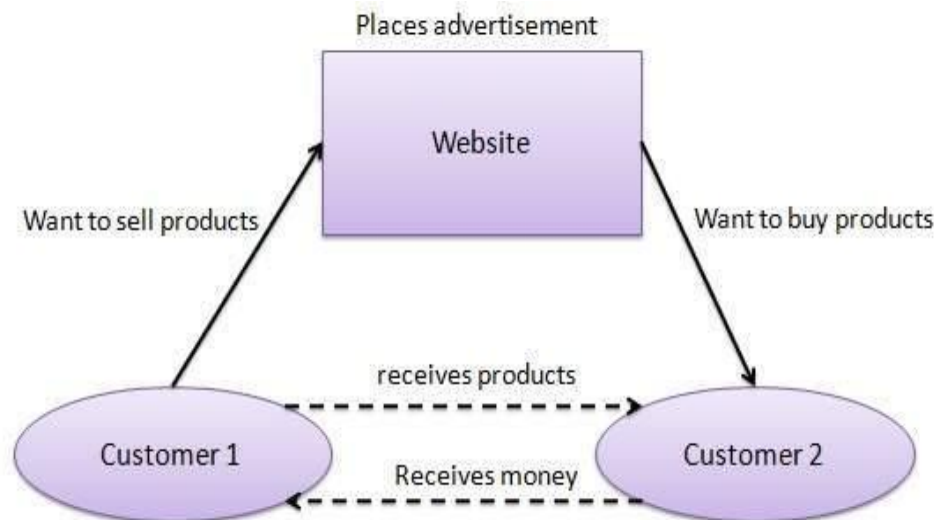 Places advertisement
Website
Want to sell products
Want to buy products
receives products
Customer 1
Customer 2
Receives money